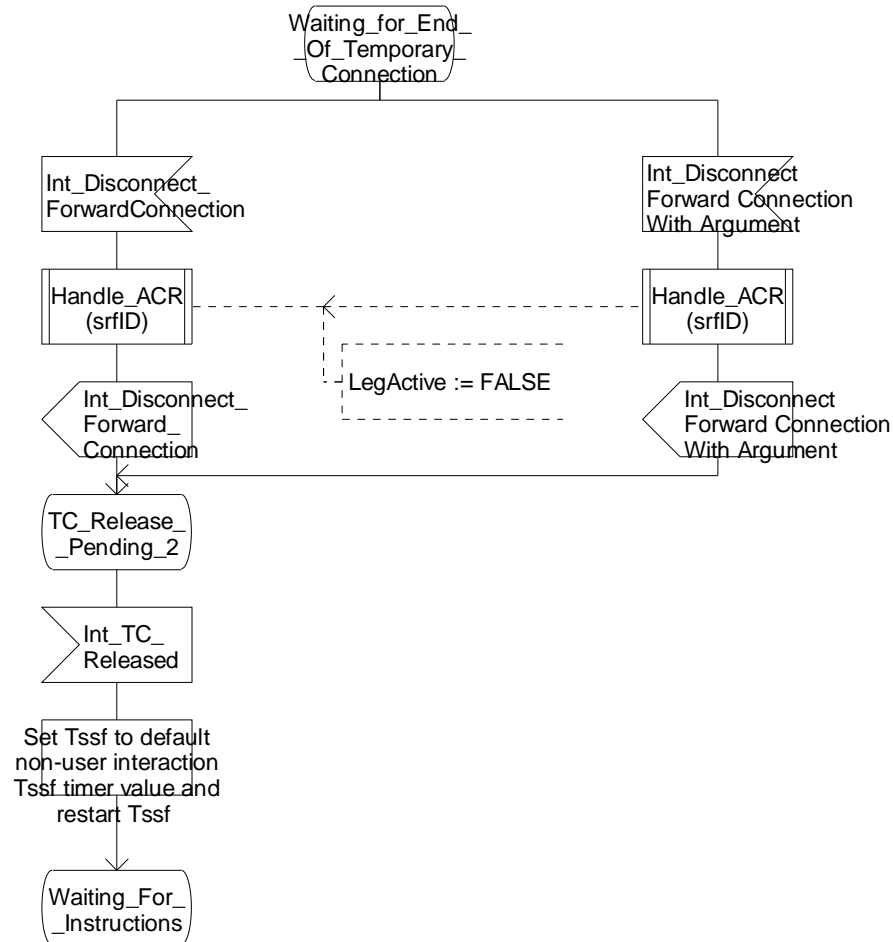 Waiting_for_End_
_Of_Temporary_
Connection
Int_Disconnect_
ForwardConnection
Int_Disconnect
Forward Connection
With Argument
Handle_ACR
(srfID)
Handle_ACR
(srfID)
LegActive := FALSE
Int_Disconnect_
Forward_
Connection
Int_Disconnect
Forward Connection
With Argument
TC_Release_
_Pending_2
Int_TC_
Released
Set Tssf to default
non-user interaction
Tssf timer value and
restart Tssf
Waiting_For_
_Instructions